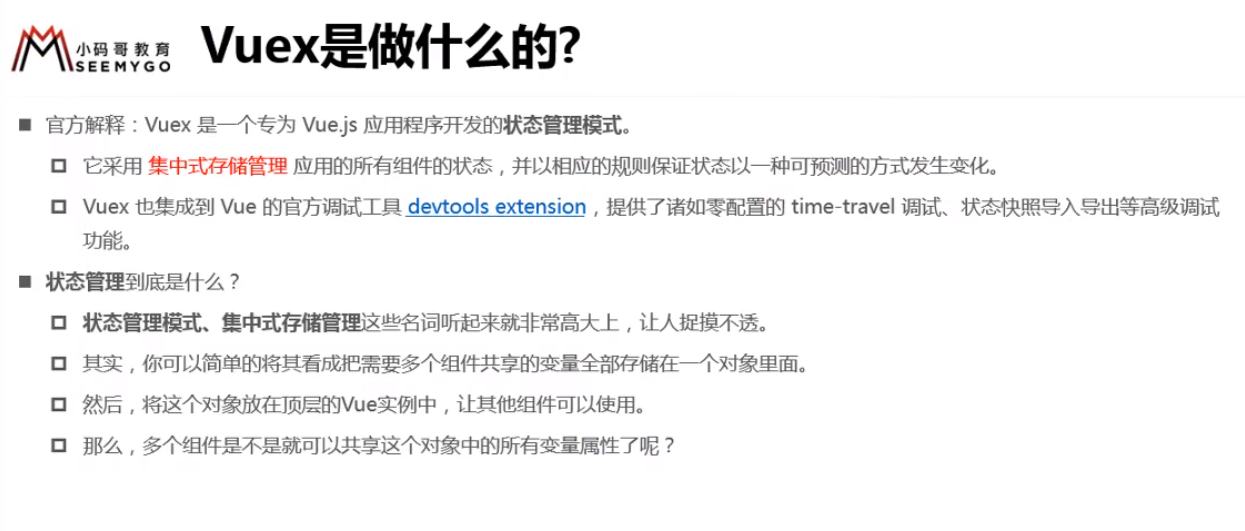 小码哥教育
SEEMYGO
Vuex是做什么的?
官方解释：Vuex 是一个专为 Vue.js 应用程序开发的状态管理模式。
它采用 集中式存储管理 应用的所有组件的状态，并以相应的规则保证状态以一种可预测的方式发生变化。
Vuex 也集成到 Vue 的官方调试工具 devtools extension，提供了诸如零配置的 time-travel 调试、状态快照导入导出等高级调试
功能。
状态管理到底是什么？
状态管理模式、集中式存储管理这些名词听起来就非常高大上，让人捉摸不透。
其实，你可以简单的将其看成把需要多个组件共享的变量全部存储在一个对象里面。
然后，将这个对象放在顶层的Vue实例中，让其他组件可以使用。
那么，多个组件是不是就可以共享这个对象中的所有变量属性了呢？